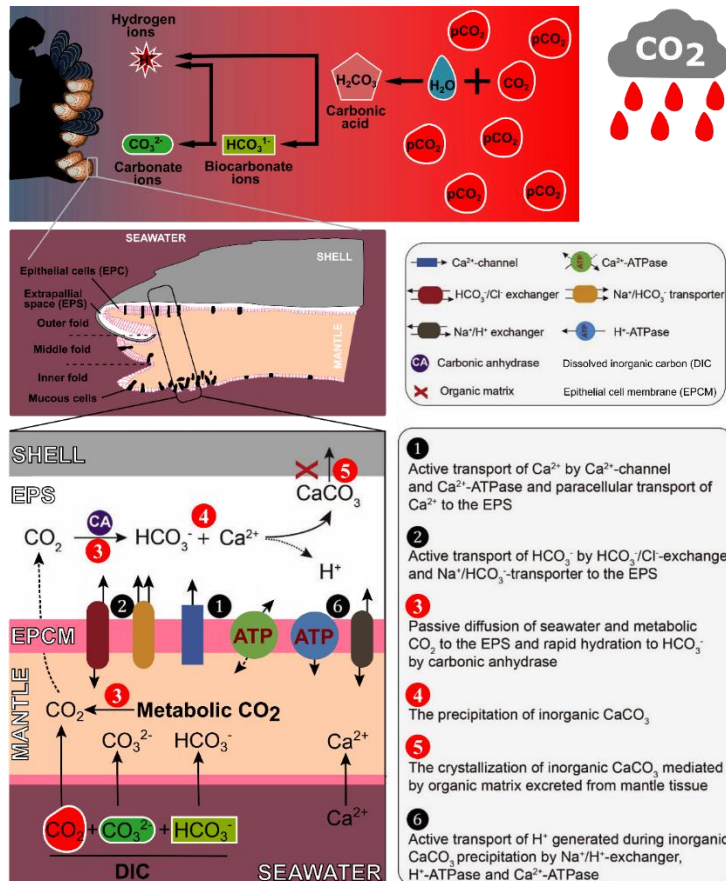 Hydrogen
ions
H⁺
CO₃²⁻
Carbonate
ions
HCO₃¹⁻
Biocarbonate
ions
H₂CO₃
Carbonic
acid
H₂O
+
CO₂
pCO₂
pCO₂
pCO₂
pCO₂
pCO₂
pCO₂
pCO₂
CO₂
SEAWATER
SHELL
MANTLE
Epithelial cells (EPC)
Extrapallial
space (EPS)
Outer fold
Middle fold
Inner fold
Mucous cells
Ca²⁺-channel
ATP
Ca²⁺-ATPase
HCO₃⁻/Cl⁻ exchanger
Na⁺/HCO₃⁻ transporter
Na⁺/H⁺ exchanger
ATP
H⁺-ATPase
CA
Carbonic anhydrase
Dissolved inorganic carbon (DIC
X
Organic matrix
Epithelial cell membrane (EPCM)
SHELL
EPS
CO₂
CA
3
HCO₃⁻ + Ca²⁺
4
CaCO₃
5
H⁺
EPCM
2
1
ATP
ATP
6
MANTLE
CO₂
3
Metabolic CO₂
CO₃²⁻
HCO₃⁻
Ca²⁺
CO₂ + CO₃²⁻ + HCO₃⁻
DIC
Ca²⁺
SEAWATER
1
Active transport of Ca²⁺ by Ca²⁺-channel
and Ca²⁺-ATPase and paracellular transport of
Ca²⁺ to the EPS
2
Active transport of HCO₃⁻ by HCO₃⁻/Cl⁻-exchange
and Na⁺/HCO₃⁻-transporter to the EPS
3
Passive diffusion of seawater and metabolic
CO₂ to the EPS and rapid hydration to HCO₃⁻
by carbonic anhydrase
4
The precipitation of inorganic CaCO₃
5
The crystallization of inorganic CaCO₃ mediated
by organic matrix excreted from mantle tissue
6
Active transport of H⁺ generated during inorganic
CaCO₃ precipitation by Na⁺/H⁺-exchanger,
H⁺-ATPase and Ca²⁺-ATPase